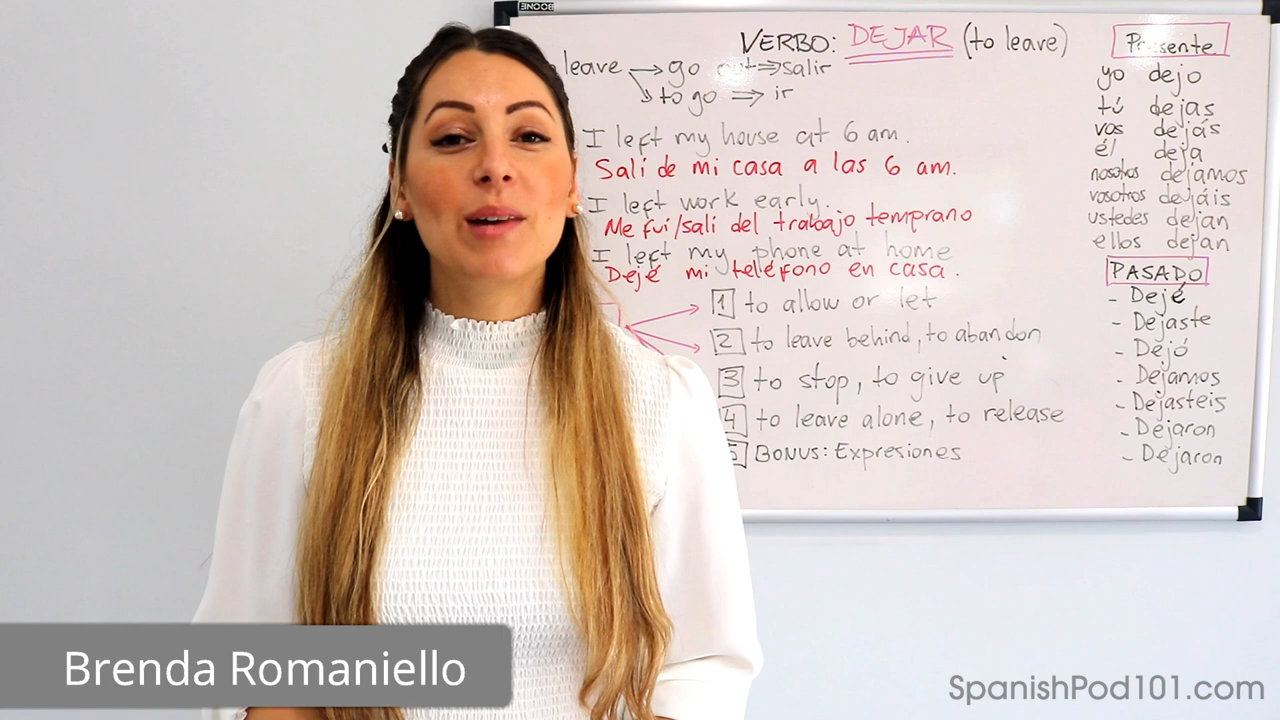 BOONE
VERBO: DEJAR (to leave)
leave → go out ⇒ salir
to go ⇒ ir
I left my house at 6 am.
Salí de mi casa a las 6 am.
I left work early.
Me fui/salí del trabajo temprano
I left my phone at home
Dejé mi teléfono en casa.
1 to allow or let
2 to leave behind, to abandon
3 to stop, to give up
4 to leave alone, to release
5 BONUS: Expresiones
Presente
yo dejo
tú dejas
vos dejás
él deja
nosotros dejamos
vosotros dejáis
ustedes dejan
ellos dejan
PASADO
- Dejé
- Dejaste
- Dejó
- Dejamos
- Dejasteis
- Dejaron
- Dejaron
Brenda Romaniello
SpanishPod101.com